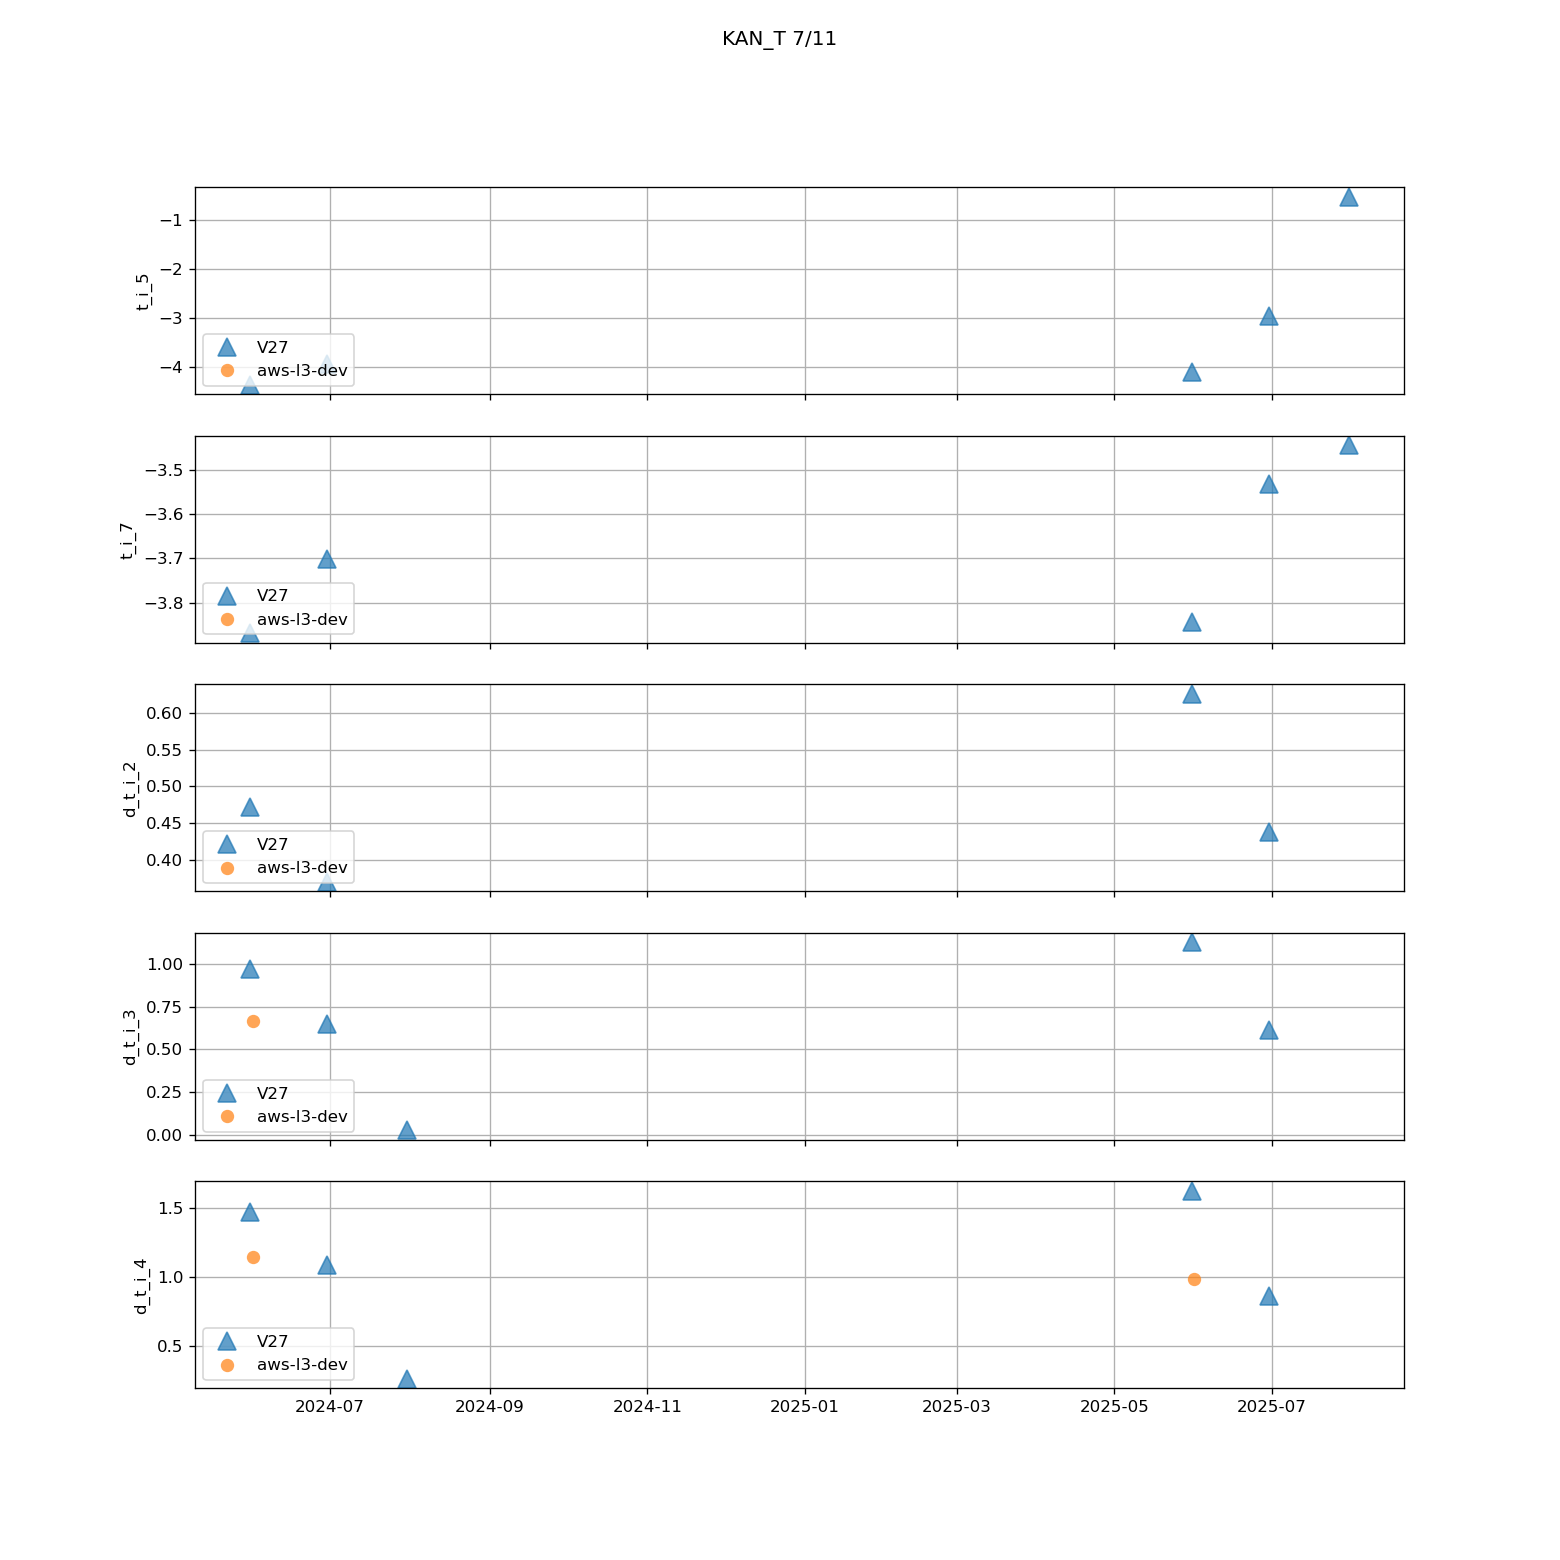 KAN_T 7/11
t_i_5
−1
−2
−3
−4
V27
aws-l3-dev
t_i_7
−3.5
−3.6
−3.7
−3.8
V27
aws-l3-dev
d_t_i_2
0.60
0.55
0.50
0.45
0.40
V27
aws-l3-dev
d_t_i_3
1.00
0.75
0.50
0.25
0.00
V27
aws-l3-dev
d_t_i_4
1.5
1.0
0.5
V27
aws-l3-dev
2024-07 2024-09 2024-11 2025-01 2025-03 2025-05 2025-07